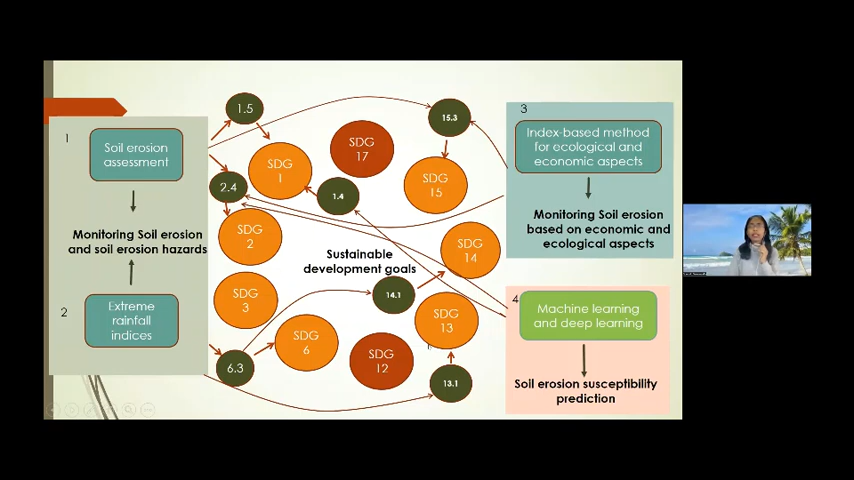 1
Soil erosion
assessment
Monitoring Soil erosion
and soil erosion hazards
2
Extreme
rainfall
indices
1.5
2.4
SDG
1
SDG
17
1.4
15.3
SDG
15
SDG
2
Sustainable
development goals
SDG
14
SDG
3
14.1
SDG
13
SDG
6
6.3
SDG
12
13.1
3
Index-based method
for ecological and
economic aspects
Monitoring Soil erosion
based on economic and
ecological aspects
4
Machine learning
and deep learning
Soil erosion susceptibility
prediction